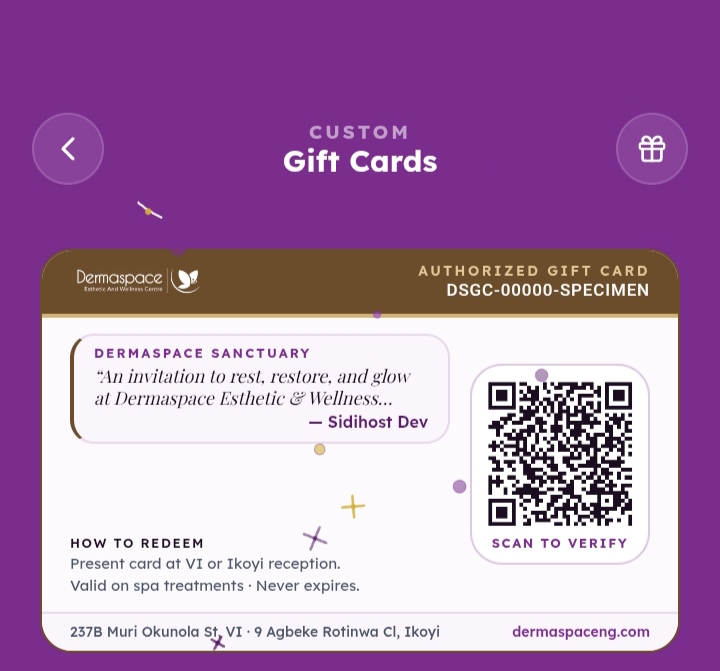 CUSTOM
Gift Cards
Dermaspace
Esthetic And Wellness Centre
AUTHORIZED GIFT CARD
DSGC-00000-SPECIMEN
DERMASPACE SANCTUARY
“An invitation to rest, restore, and glow
at Dermaspace Esthetic & Wellness...
— Sidihost Dev
SCAN TO VERIFY
HOW TO REDEEM
Present card at VI or Ikoyi reception.
Valid on spa treatments · Never expires.
237B Muri Okunola St, VI · 9 Agbeke Rotinwa Cl, Ikoyi
dermaspaceng.com